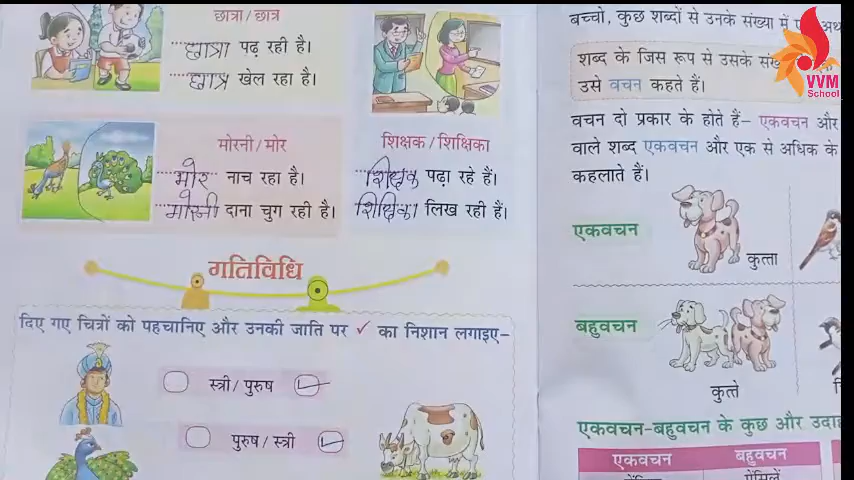 छात्रा/छात्र
छात्रा पढ़ रही है।
छात्र खेल रहा है।
मोरनी/मोर
मोर नाच रहा है।
मोरनी दाना चुग रही है।
शिक्षक/शिक्षिका
शिक्षक पढ़ा रहे हैं।
शिक्षिका लिख रही हैं।
गतिविधि
दिए गए चित्रों को पहचानिए और उनकी जाति पर ✓ का निशान लगाइए–
स्त्री/पुरुष
पुरुष/स्त्री
बच्चो, कुछ शब्दों से उनके संख्या में
शब्द के जिस रूप से उसके
उसे वचन कहते हैं।
वचन दो प्रकार के होते हैं– एकवचन और
वाले शब्द एकवचन और एक से अधिक के
कहलाते हैं।
एकवचन
कुत्ता
बहुवचन
कुत्ते
एकवचन-बहुवचन के कुछ और
एकवचन
बहुवचन
VVM
School